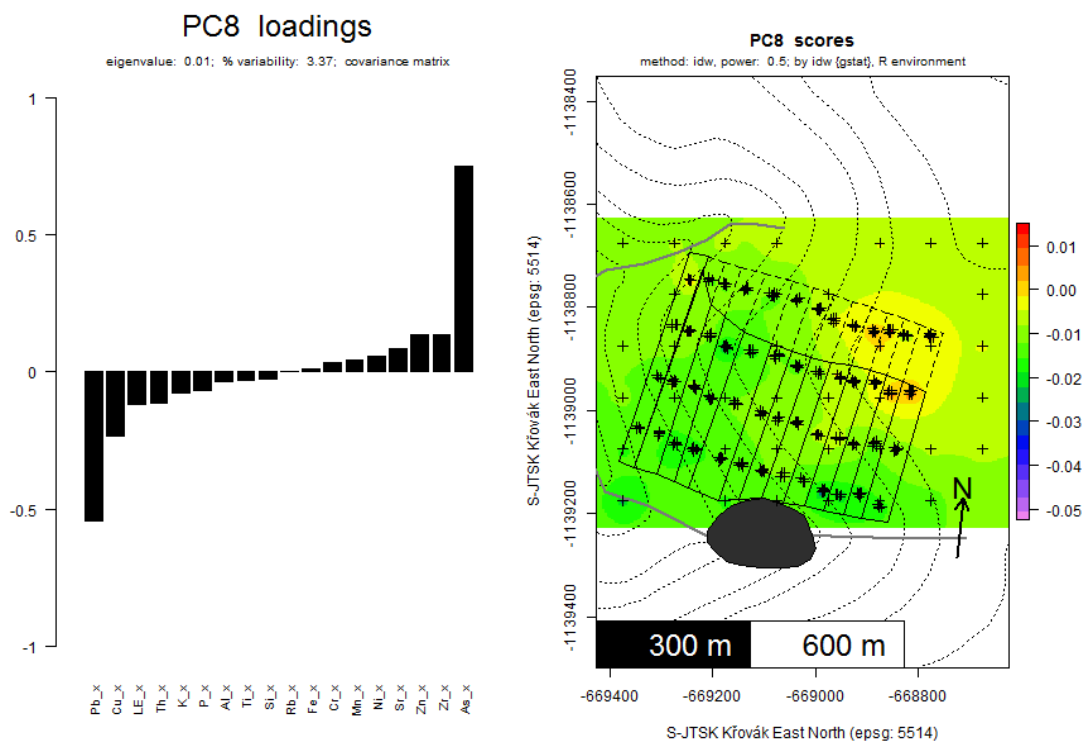 PC8 loadings
eigenvalue: 0.01; % variability: 3.37; covariance matrix
1
0.5
0
-0.5
-1
Pb_x
Cu_x
LE_x
Th_x
K_x
P_x
Al_x
Ti_x
Si_x
Rb_x
Fe_x
Cr_x
Mn_x
Ni_x
Sr_x
Zn_x
Zr_x
As_x
PC8 scores
method: idw, power: 0.5; by idw {gstat}, R environment
S-JTSK Křovák East North (epsg: 5514)
-1138400
-1138600
-1138800
-1139000
-1139200
-1139400
N
300 m
600 m
-669400
-669200
-669000
-668800
S-JTSK Křovák East North (epsg: 5514)
0.01
0.00
-0.01
-0.02
-0.03
-0.04
-0.05